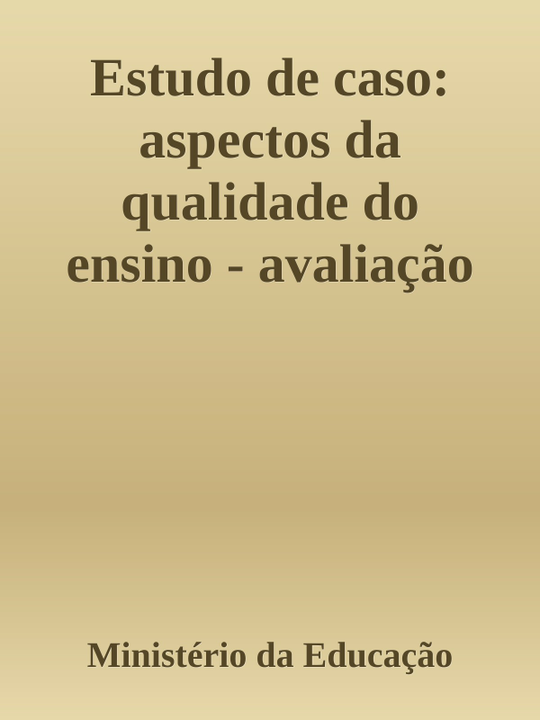 Estudo de caso:
aspectos da
qualidade do
ensino - avaliação
Ministério da Educação